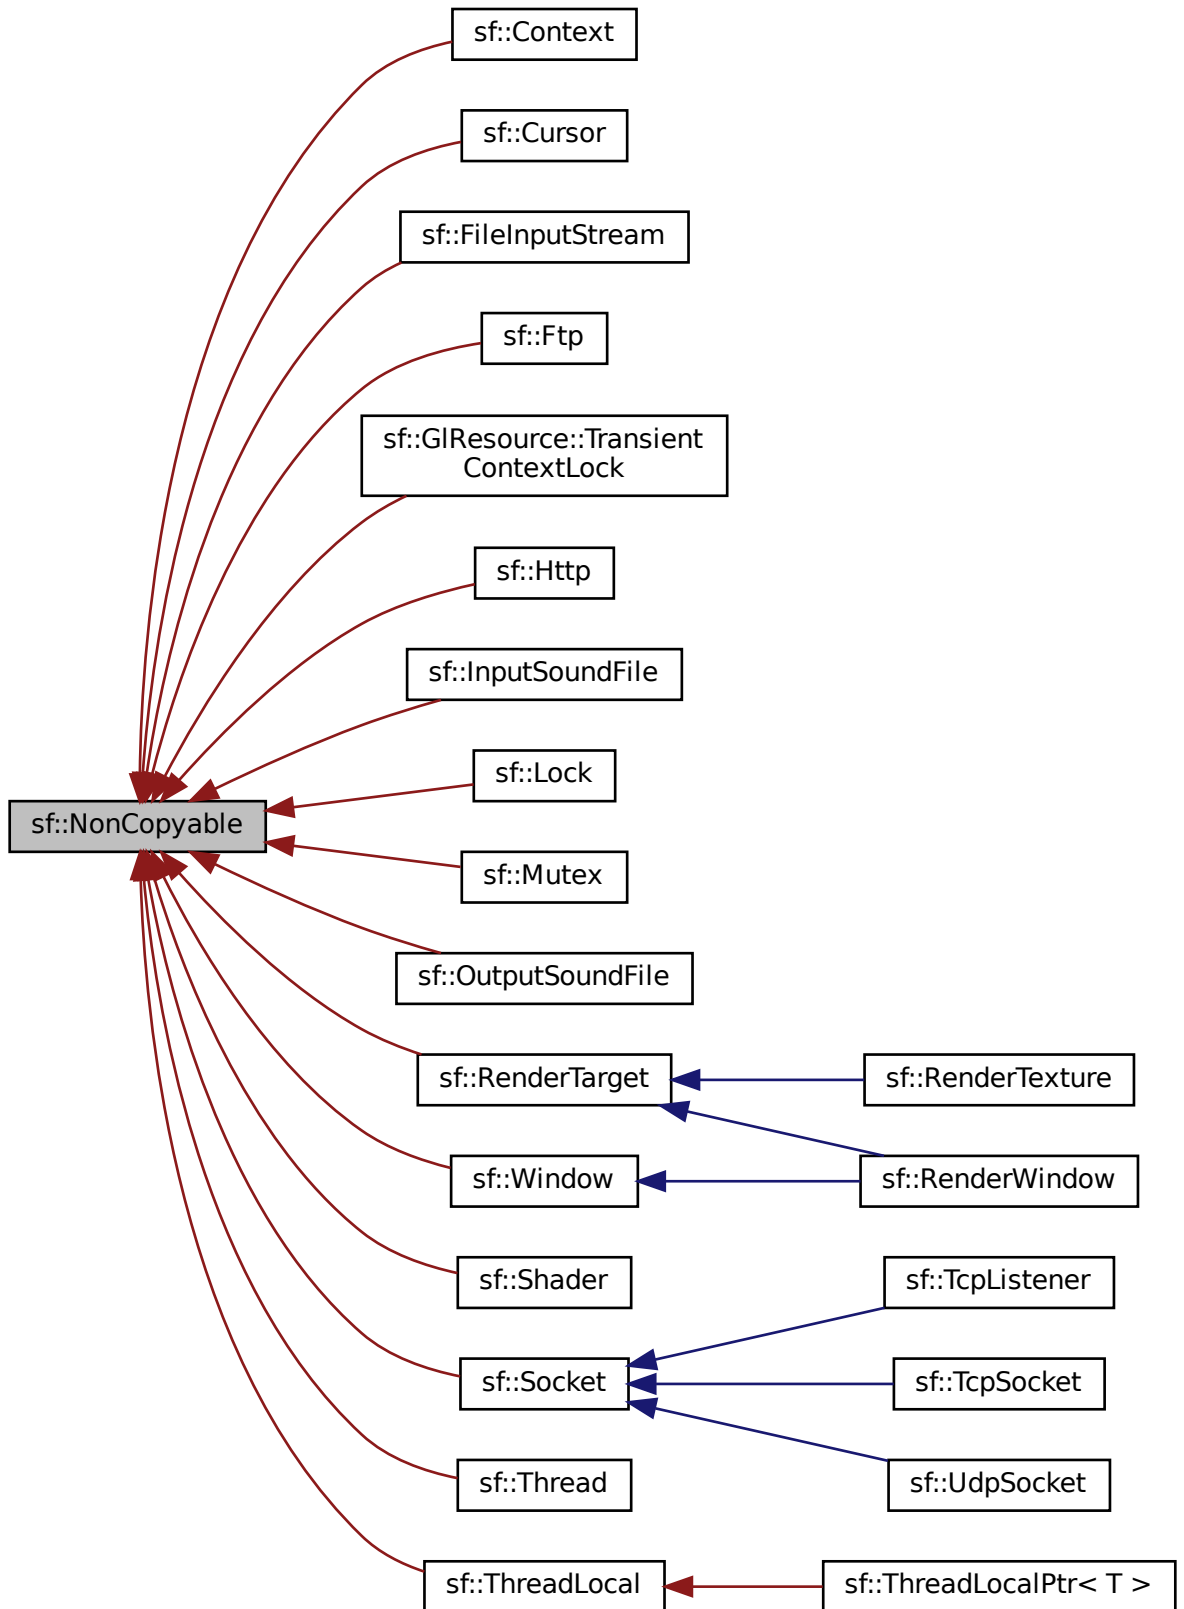 sf::Context
sf::Cursor
sf::FileInputStream
sf::Ftp
sf::GlResource::Transient
ContextLock
sf::Http
sf::InputSoundFile
sf::Lock
sf::NonCopyable
sf::Mutex
sf::OutputSoundFile
sf::RenderTarget
sf::RenderTexture
sf::Window
sf::RenderWindow
sf::Shader
sf::TcpListener
sf::Socket
sf::TcpSocket
sf::Thread
sf::UdpSocket
sf::ThreadLocal
sf::ThreadLocalPtr< T >